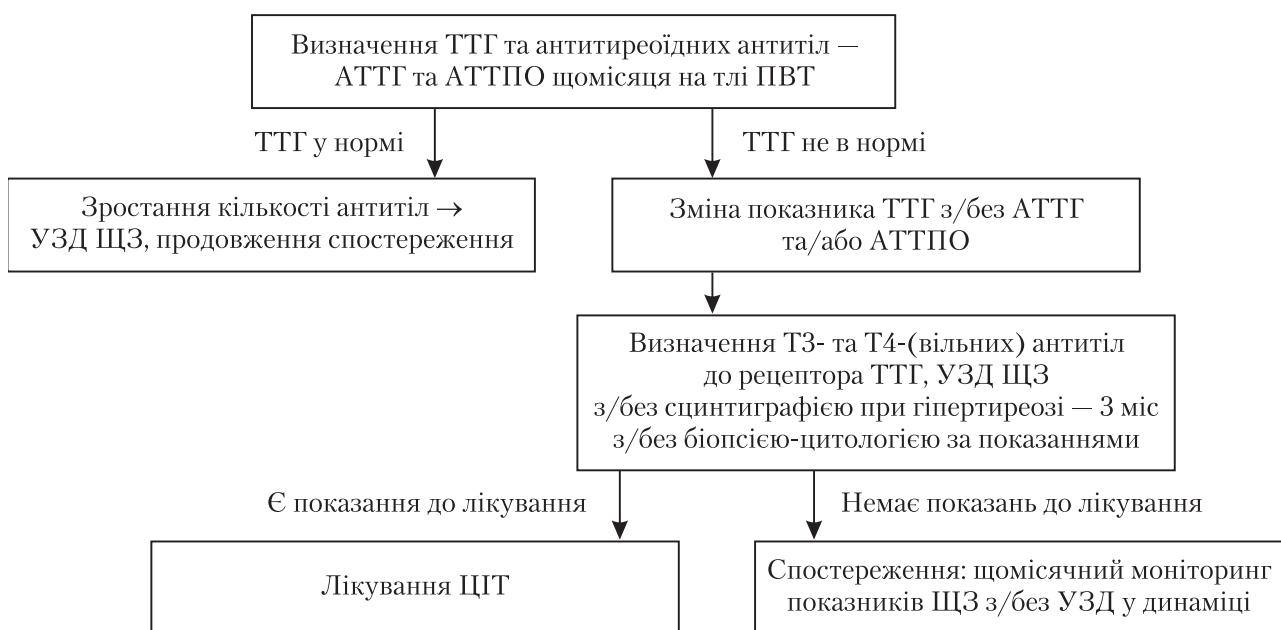 Визначення ТТГ та антитиреоїдних антитіл —
АТТГ та АТТПО щомісяця на тлі ПВТ
ТТГ у нормі
ТТГ не в нормі
Зростання кількості антитіл →
УЗД ЩЗ, продовження спостереження
Зміна показника ТТГ з/без АТТГ
та/або АТТПО
Визначення Т3- та Т4-(вільних) антитіл
до рецептора ТТГ, УЗД ЩЗ
з/без сцинтиграфією при гіпертиреозі — 3 міс
з/без біопсією-цитологією за показаннями
Є показання до лікування
Немає показань до лікування
Лікування ЦІТ
Спостереження: щомісячний моніторинг
показників ЩЗ з/без УЗД у динаміці